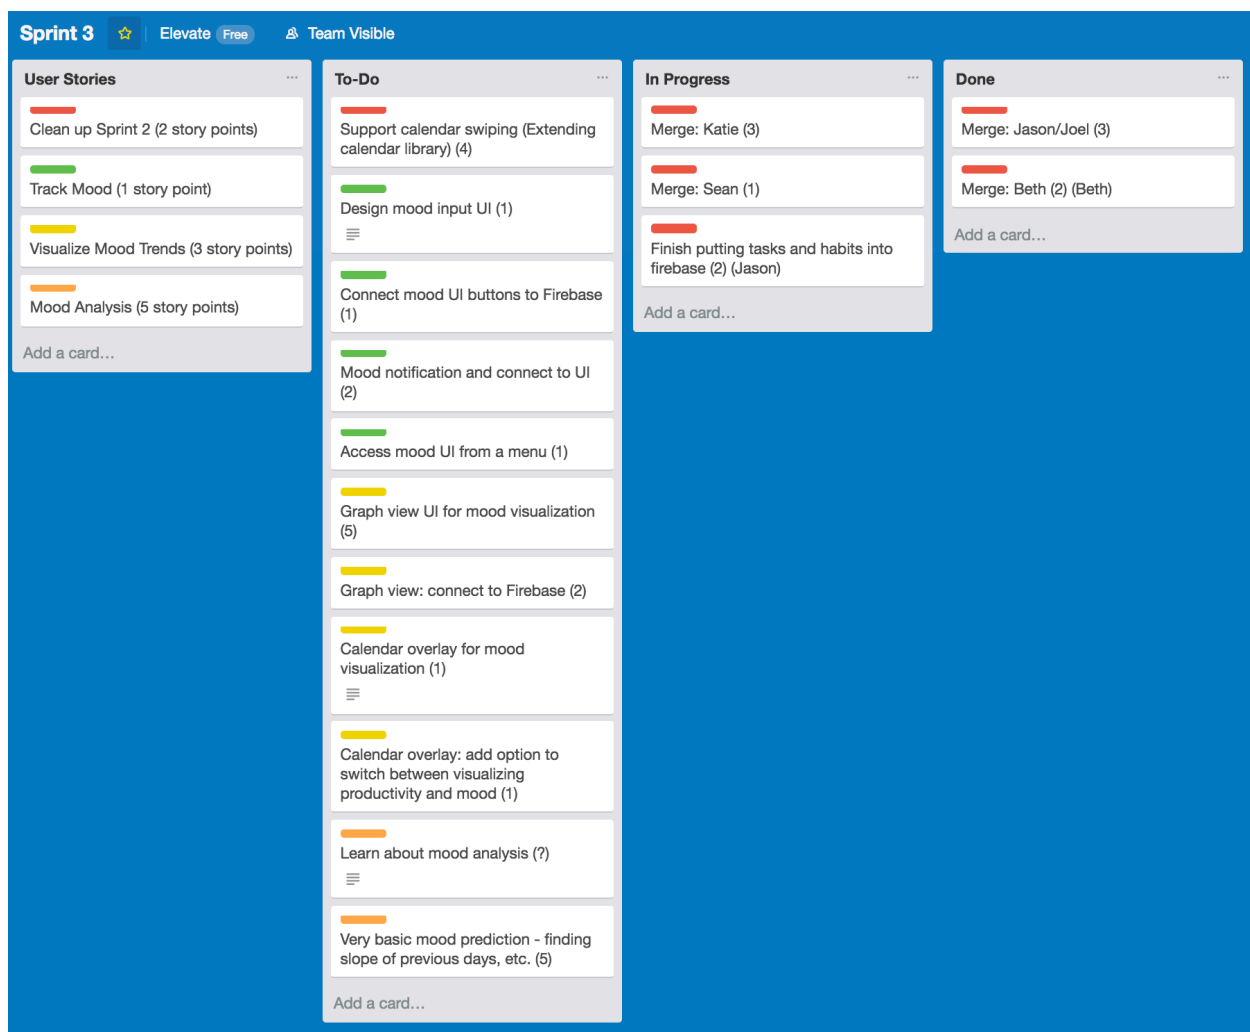 Sprint 3
Elevate Free
Team Visible
User Stories
Clean up Sprint 2 (2 story points)
Track Mood (1 story point)
Visualize Mood Trends (3 story points)
Mood Analysis (5 story points)
Add a card…
To-Do
Support calendar swiping (Extending
calendar library) (4)
Design mood input UI (1)
Connect mood UI buttons to Firebase
(1)
Mood notification and connect to UI
(2)
Access mood UI from a menu (1)
Graph view UI for mood visualization
(5)
Graph view: connect to Firebase (2)
Calendar overlay for mood
visualization (1)
Calendar overlay: add option to
switch between visualizing
productivity and mood (1)
Learn about mood analysis (?)
Very basic mood prediction - finding
slope of previous days, etc. (5)
Add a card…
In Progress
Merge: Katie (3)
Merge: Sean (1)
Finish putting tasks and habits into
firebase (2) (Jason)
Add a card…
Done
Merge: Jason/Joel (3)
Merge: Beth (2) (Beth)
Add a card…